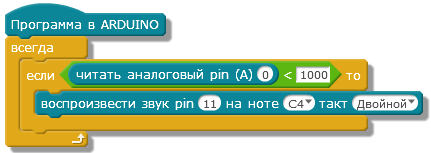 Программа в ARDUINO
всегда
если читать аналоговый pin (A) 0 < 1000 то
воспроизвести звук pin 11 на ноте C4 такт Двойной